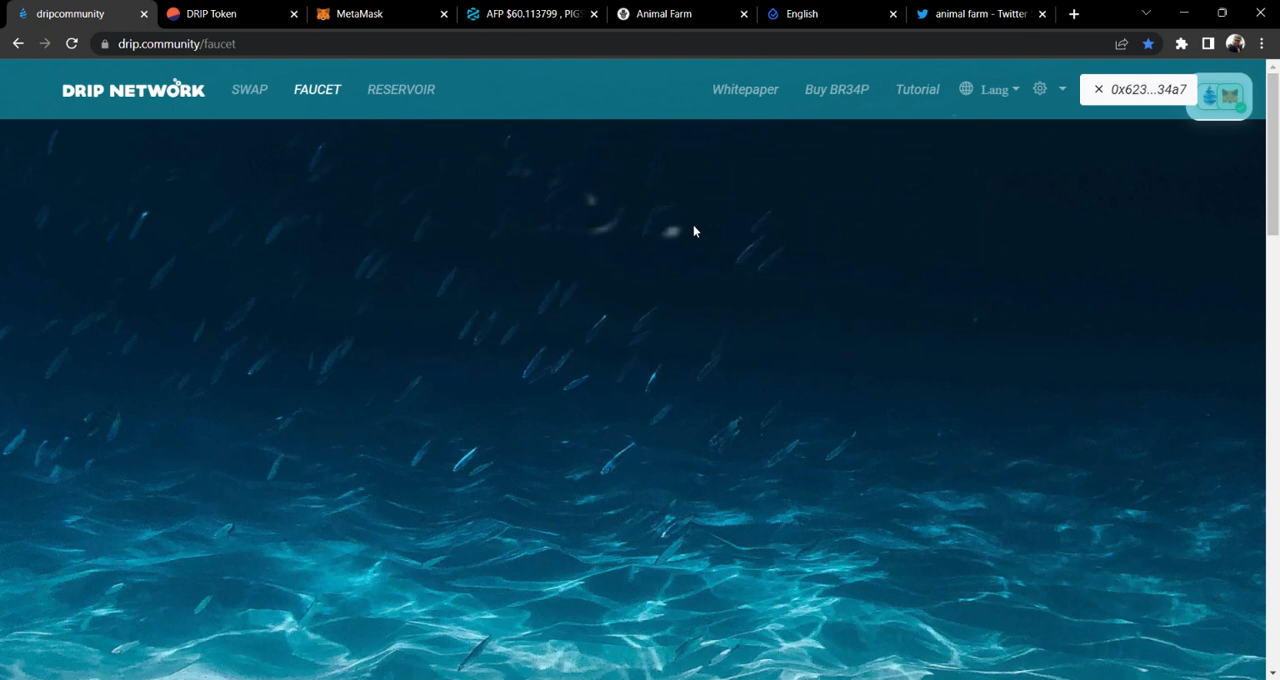 dripcommunity
DRIP Token
MetaMask
AFP $60.113799 , PIGS
Animal Farm
English
animal farm - Twitter
drip.community/faucet
DRIP NETWORK
SWAP
FAUCET
RESERVOIR
Whitepaper
Buy BR34P
Tutorial
Lang
0x623...34a7